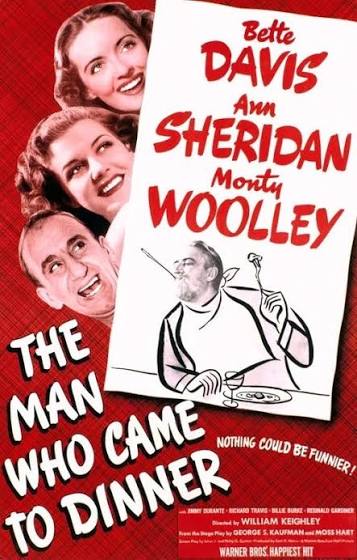 Bette
DAVIS
Ann
SHERIDAN
Monty
WOOLLEY
THE
MAN
WHO CAME
TO DINNER
NOTHING COULD BE FUNNIER!
with JIMMY DURANTE · RICHARD TRAVIS · BILLIE BURKE · REGINALD GARDINER
Directed by WILLIAM KEIGHLEY
From the Stage Play by GEORGE S. KAUFMAN and MOSS HART
WARNER BROS. HAPPIEST HIT